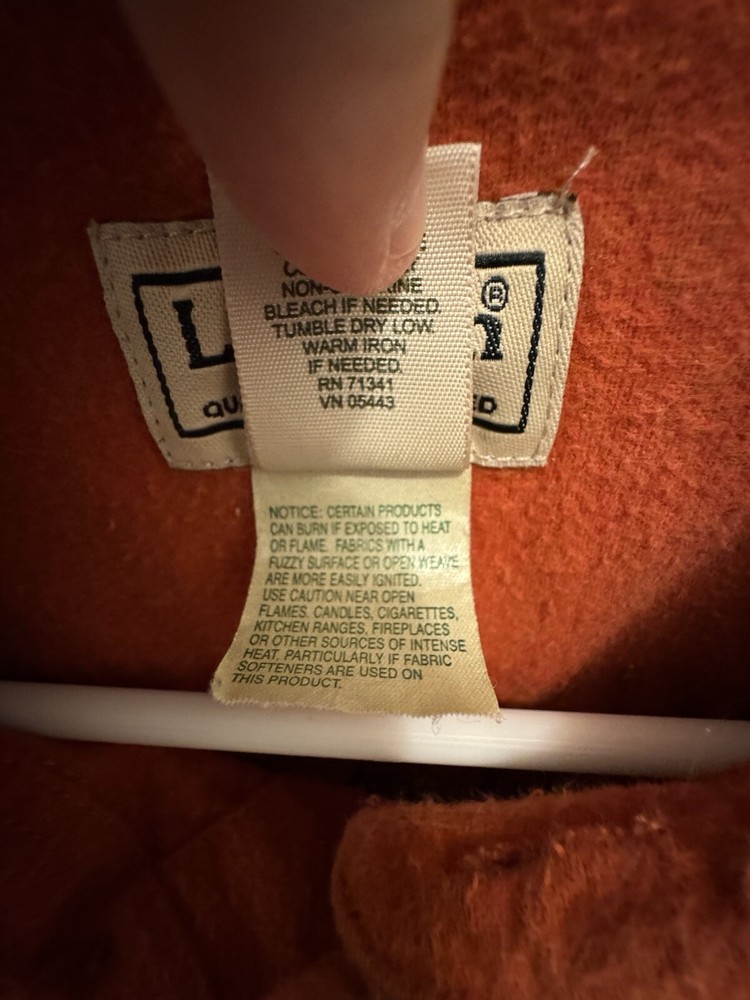 L n®
QU ED
BLEACH IF NEEDED.
TUMBLE DRY LOW.
WARM IRON
IF NEEDED.
RN 71341
VN 05443
NOTICE: CERTAIN PRODUCTS
CAN BURN IF EXPOSED TO HEAT
OR FLAME. FABRICS WITH A
FUZZY SURFACE OR OPEN WEAVE
ARE MORE EASILY IGNITED.
USE CAUTION NEAR OPEN
FLAMES. CANDLES, CIGARETTES,
KITCHEN RANGES, FIREPLACES
OR OTHER SOURCES OF INTENSE
HEAT, PARTICULARLY IF FABRIC
SOFTENERS ARE USED ON
THIS PRODUCT.